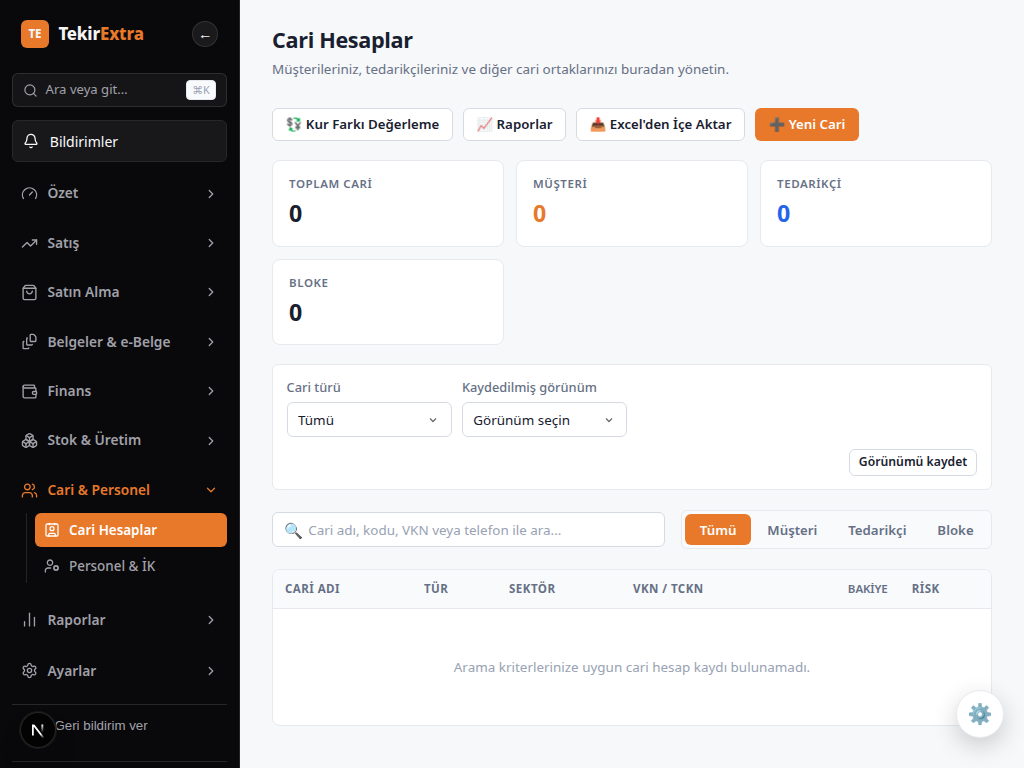 TE TekirExtra ←
Ara veya git... ⌘K
Bildirimler
Özet
Satış
Satın Alma
Belgeler & e-Belge
Finans
Stok & Üretim
Cari & Personel
Cari Hesaplar
Personel & İK
Raporlar
Ayarlar
N Geri bildirim ver
Cari Hesaplar
Müşterileriniz, tedarikçileriniz ve diğer cari ortaklarınızı buradan yönetin.
💱 Kur Farkı Değerleme 📈 Raporlar 📥 Excel'den İçe Aktar ➕ Yeni Cari
TOPLAM CARİ
0
MÜŞTERİ
0
TEDARİKÇİ
0
BLOKE
0
Cari türü
Tümü
Kaydedilmiş görünüm
Görünüm seçin
Görünümü kaydet
🔍 Cari adı, kodu, VKN veya telefon ile ara...
Tümü Müşteri Tedarikçi Bloke
CARİ ADI TÜR SEKTÖR VKN / TCKN BAKİYE RİSK
Arama kriterlerinize uygun cari hesap kaydı bulunamadı.